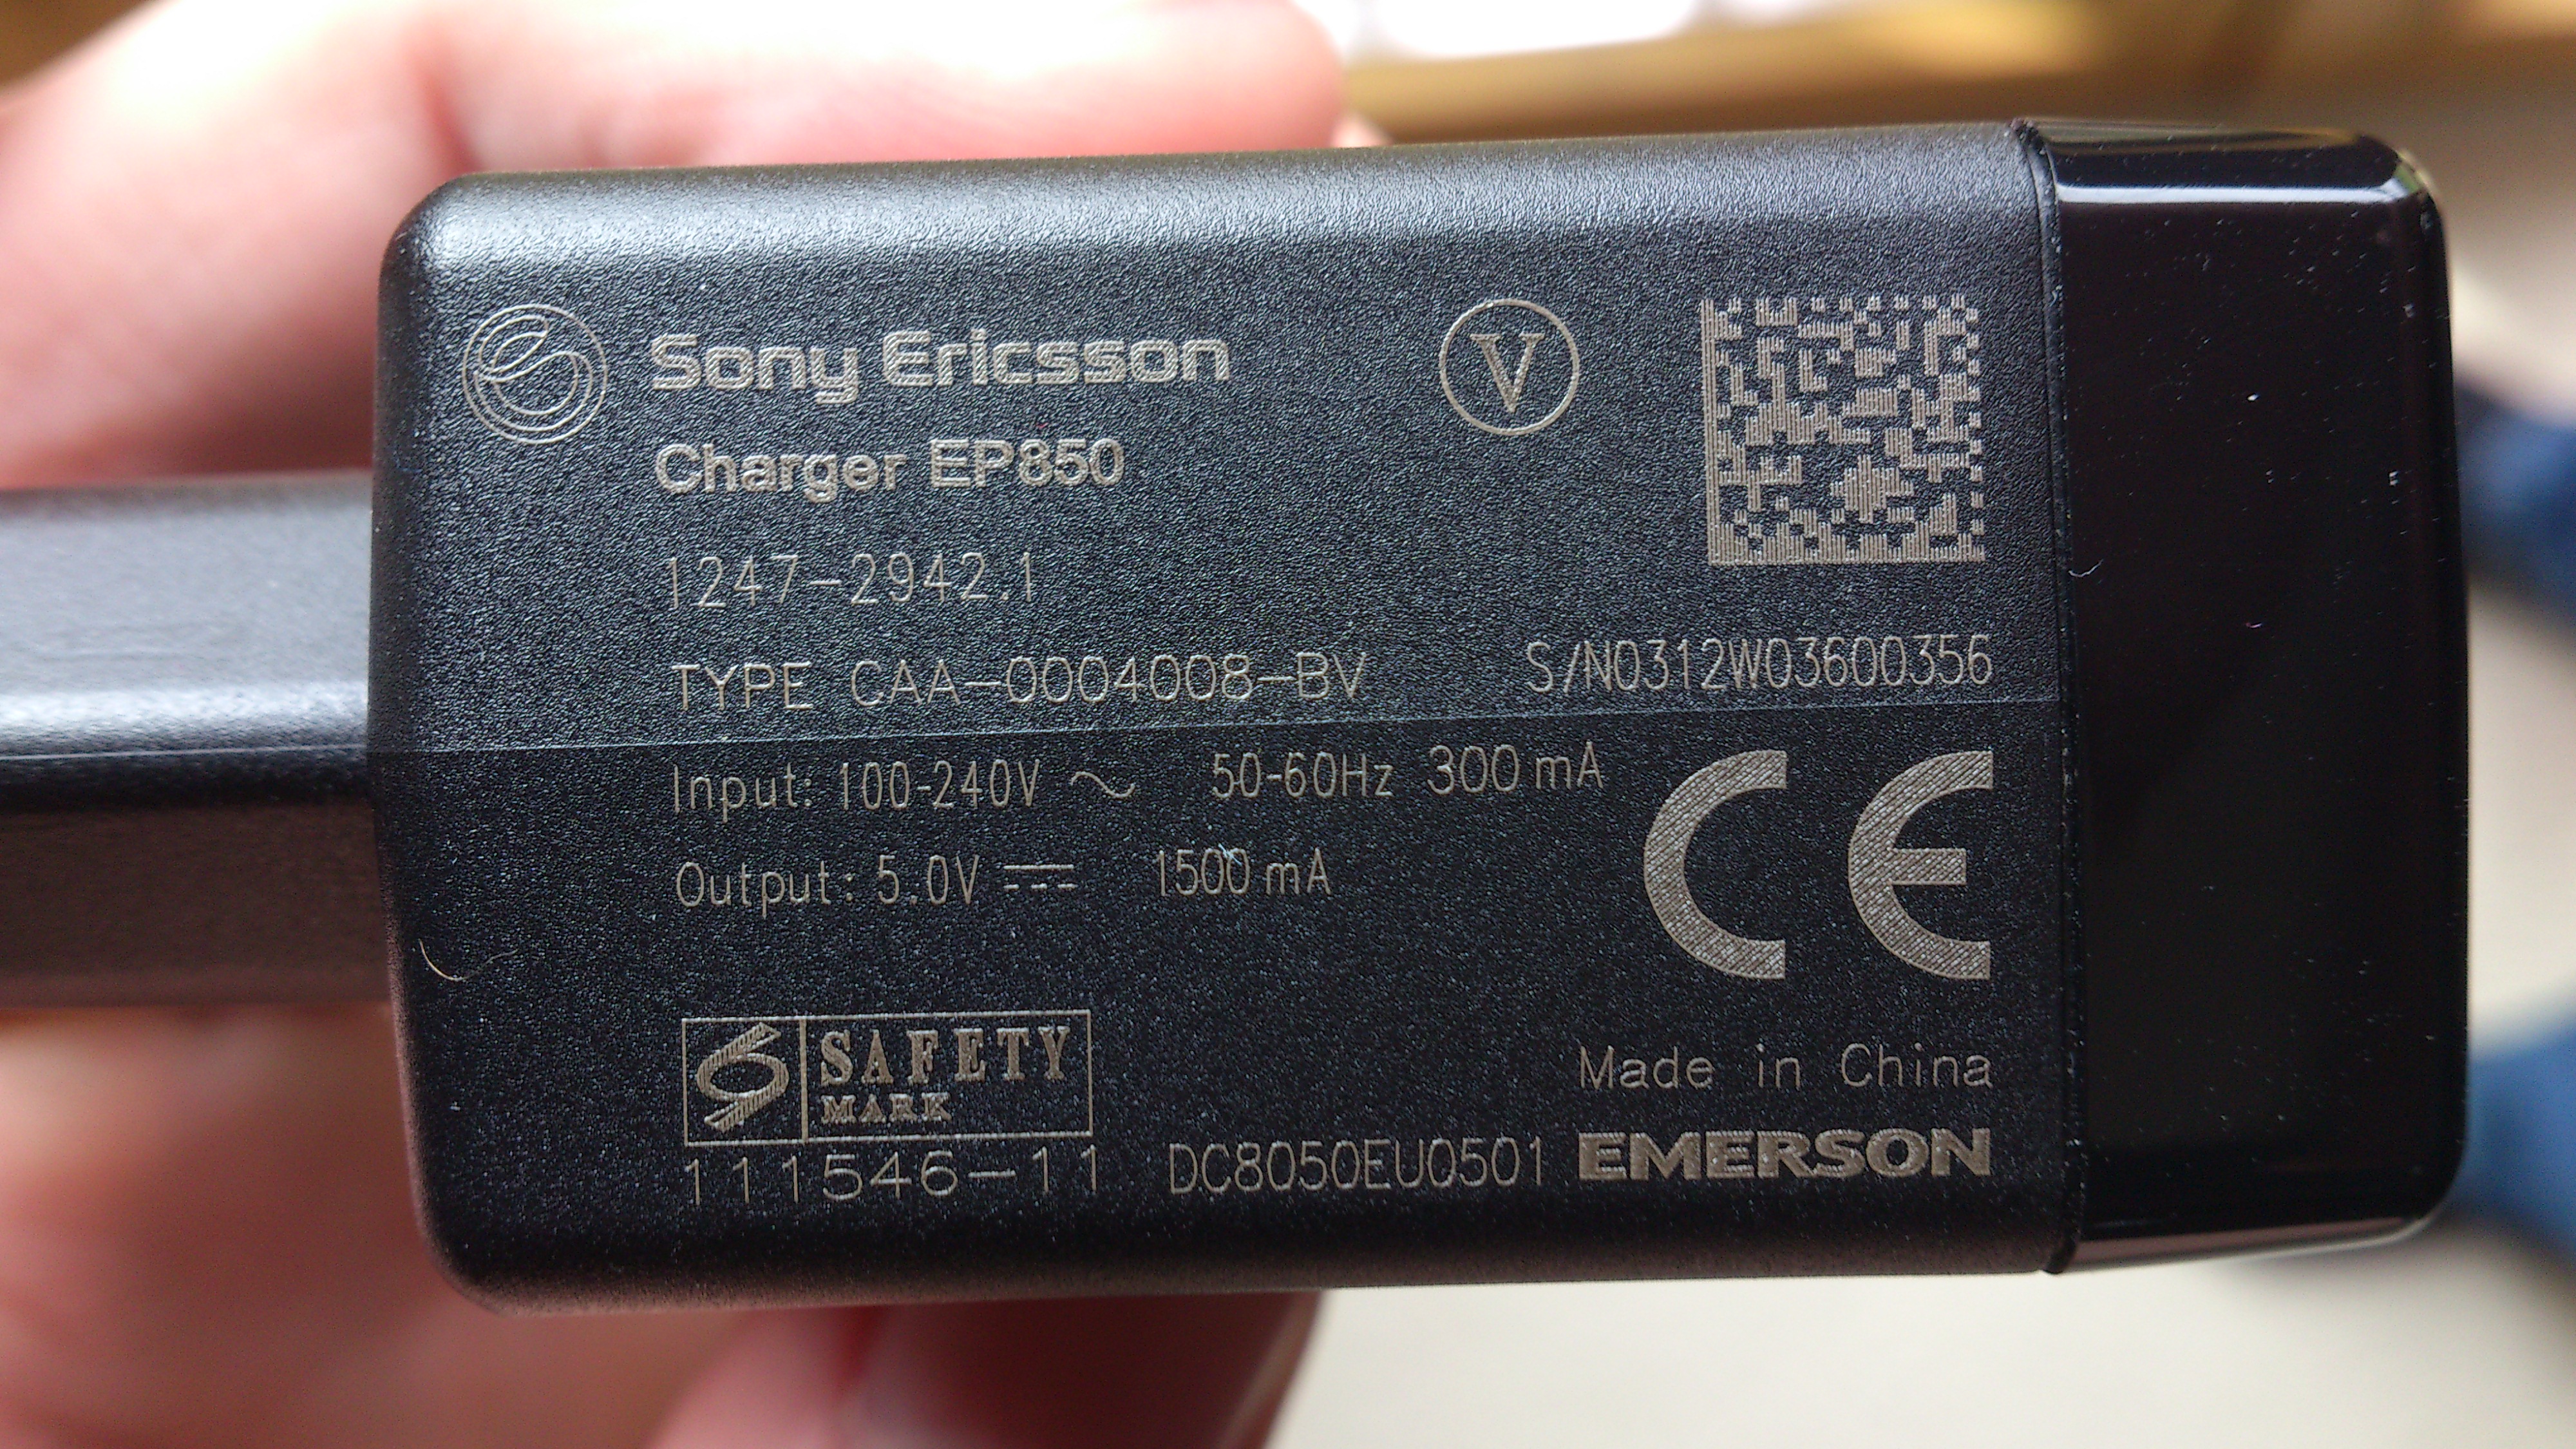 Sony Ericsson
V
Charger EP850
1247-2942.1
TYPE CAA-0004008-BV
S/N0312W03600356
Input: 100-240V ~ 50-60Hz 300 mA
Output: 5.0V ⎓ 1500 mA
CE
SAFETY
MARK
111546-11
Made in China
DC8050EU0501 EMERSON